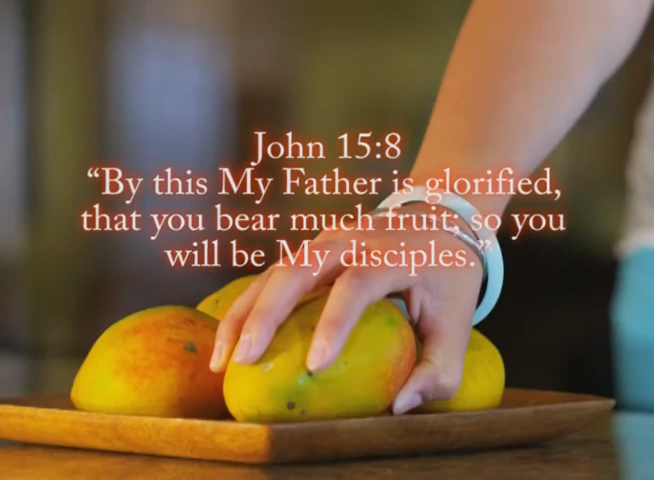 John 15:8
“By this My Father is glorified,
that you bear much fruit; so you
will be My disciples.”